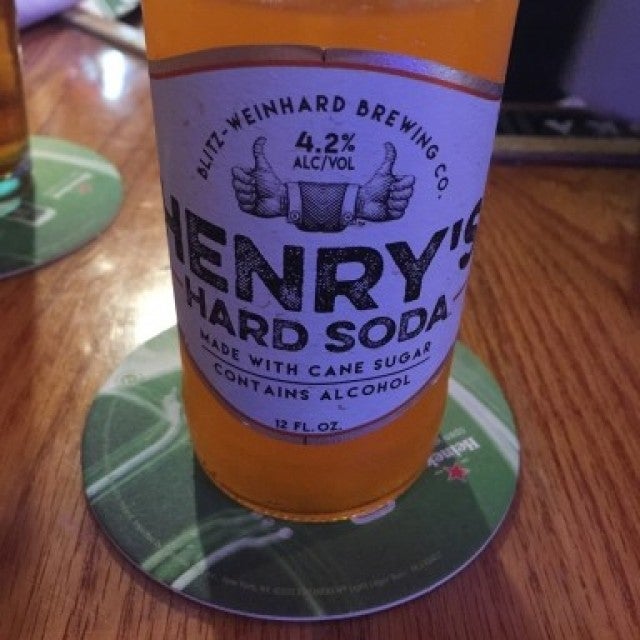 BLITZ-WEINHARD BREWING CO.
4.2%
ALC/VOL
HENRY'S
HARD SODA
MADE WITH CANE SUGAR
CONTAINS ALCOHOL
12 FL. OZ.